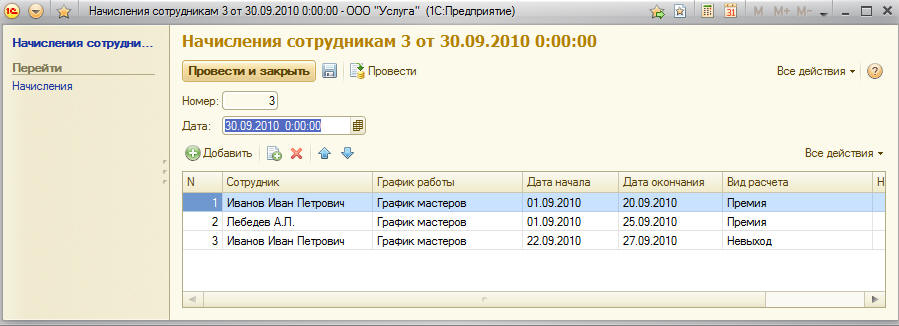 Начисления сотрудникам 3 от 30.09.2010 0:00:00 - ООО "Услуга" (1С:Предприятие)
M M+ M-
Начисления сотрудни...
Перейти
Начисления
Начисления сотрудникам 3 от 30.09.2010 0:00:00
Провести и закрыть Провести Все действия
Номер: 3
Дата: 30.09.2010 0:00:00
Добавить Все действия
N Сотрудник График работы Дата начала Дата окончания Вид расчета Н
1 Иванов Иван Петрович График мастеров 01.09.2010 20.09.2010 Премия
2 Лебедев А.П. График мастеров 01.09.2010 25.09.2010 Премия
3 Иванов Иван Петрович График мастеров 22.09.2010 27.09.2010 Невыход